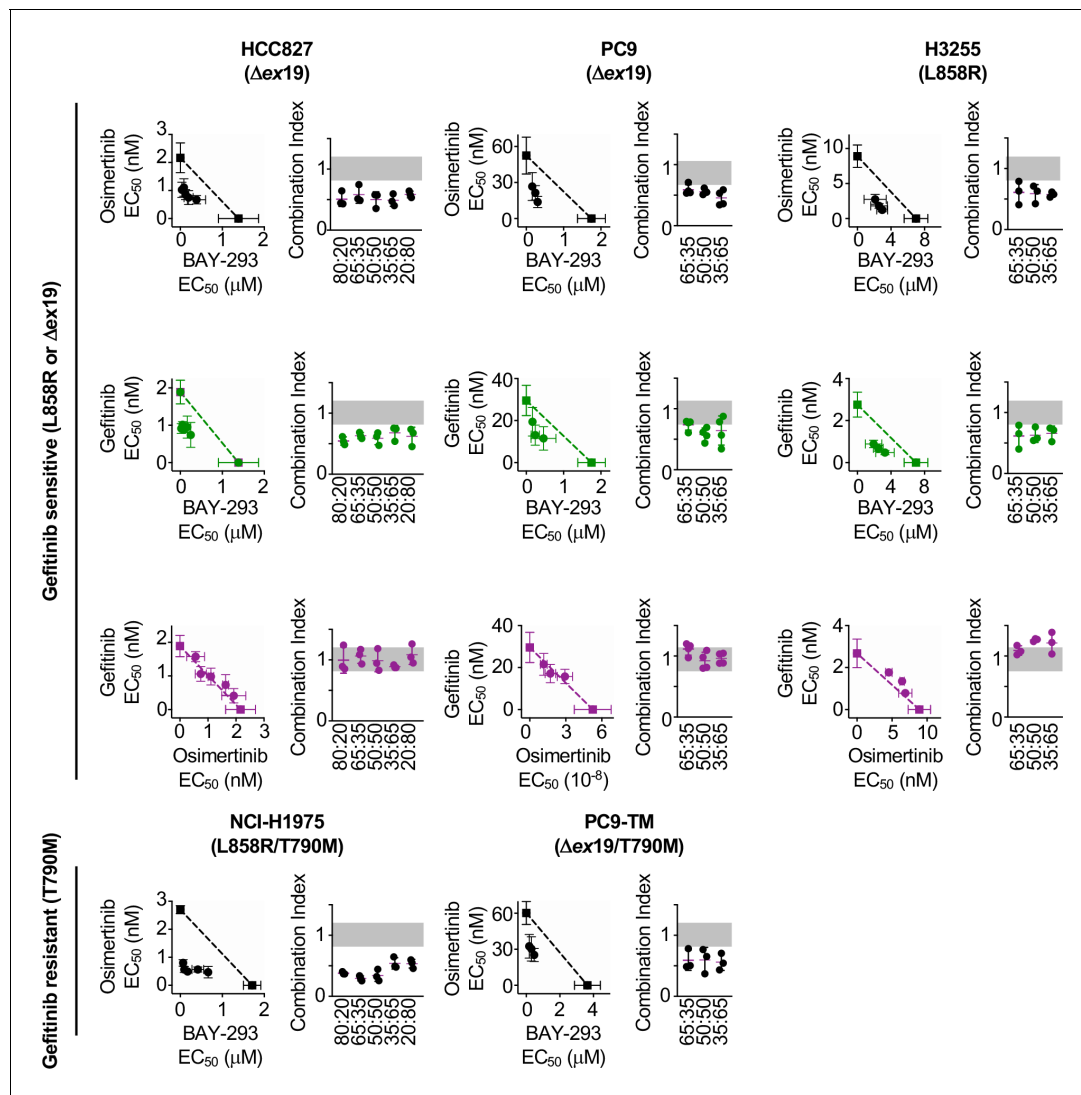 HCC827
(Δex19)
PC9
(Δex19)
H3255
(L858R)
Gefitinib sensitive (L858R or Δex19)
Osimertinib
EC50 (nM)
3
2
1
0
0 1 2
BAY-293
EC50 (μM)
Combination Index
1
0
80:20
65:35
50:50
35:65
20:80
Osimertinib
EC50 (nM)
60
30
0
0 1 2
BAY-293
EC50 (μM)
Combination Index
1
0
65:35
50:50
35:65
Osimertinib
EC50 (nM)
10
5
0
0 4 8
BAY-293
EC50 (μM)
Combination Index
1
0
65:35
50:50
35:65
Gefitinib
EC50 (nM)
2
1
0
0 1 2
BAY-293
EC50 (μM)
Combination Index
1
0
80:20
65:35
50:50
35:65
20:80
Gefitinib
EC50 (nM)
40
20
0
0 1 2
BAY-293
EC50 (μM)
Combination Index
1
0
65:35
50:50
35:65
Gefitinib
EC50 (nM)
4
2
0
0 4 8
BAY-293
EC50 (μM)
Combination Index
1
0
65:35
50:50
35:65
Gefitinib
EC50 (nM)
2
1
0
0 1 2 3
Osimertinib
EC50 (nM)
Combination Index
1
0
80:20
65:35
50:50
35:65
20:80
Gefitinib
EC50 (nM)
40
20
0
0 3 6
Osimertinib
EC50 (10-8)
Combination Index
1
0
65:35
50:50
35:65
Gefitinib
EC50 (nM)
4
2
0
0 5 10
Osimertinib
EC50 (nM)
Combination Index
1
0
65:35
50:50
35:65
NCI-H1975
(L858R/T790M)
PC9-TM
(Δex19/T790M)
Gefitinib resistant (T790M)
Osimertinib
EC50 (nM)
3
2
1
0
0 1 2
BAY-293
EC50 (μM)
Combination Index
1
0
80:20
65:35
50:50
35:65
20:80
Osimertinib
EC50 (nM)
60
30
0
0 2 4
BAY-293
EC50 (μM)
Combination Index
1
0
65:35
50:50
35:65